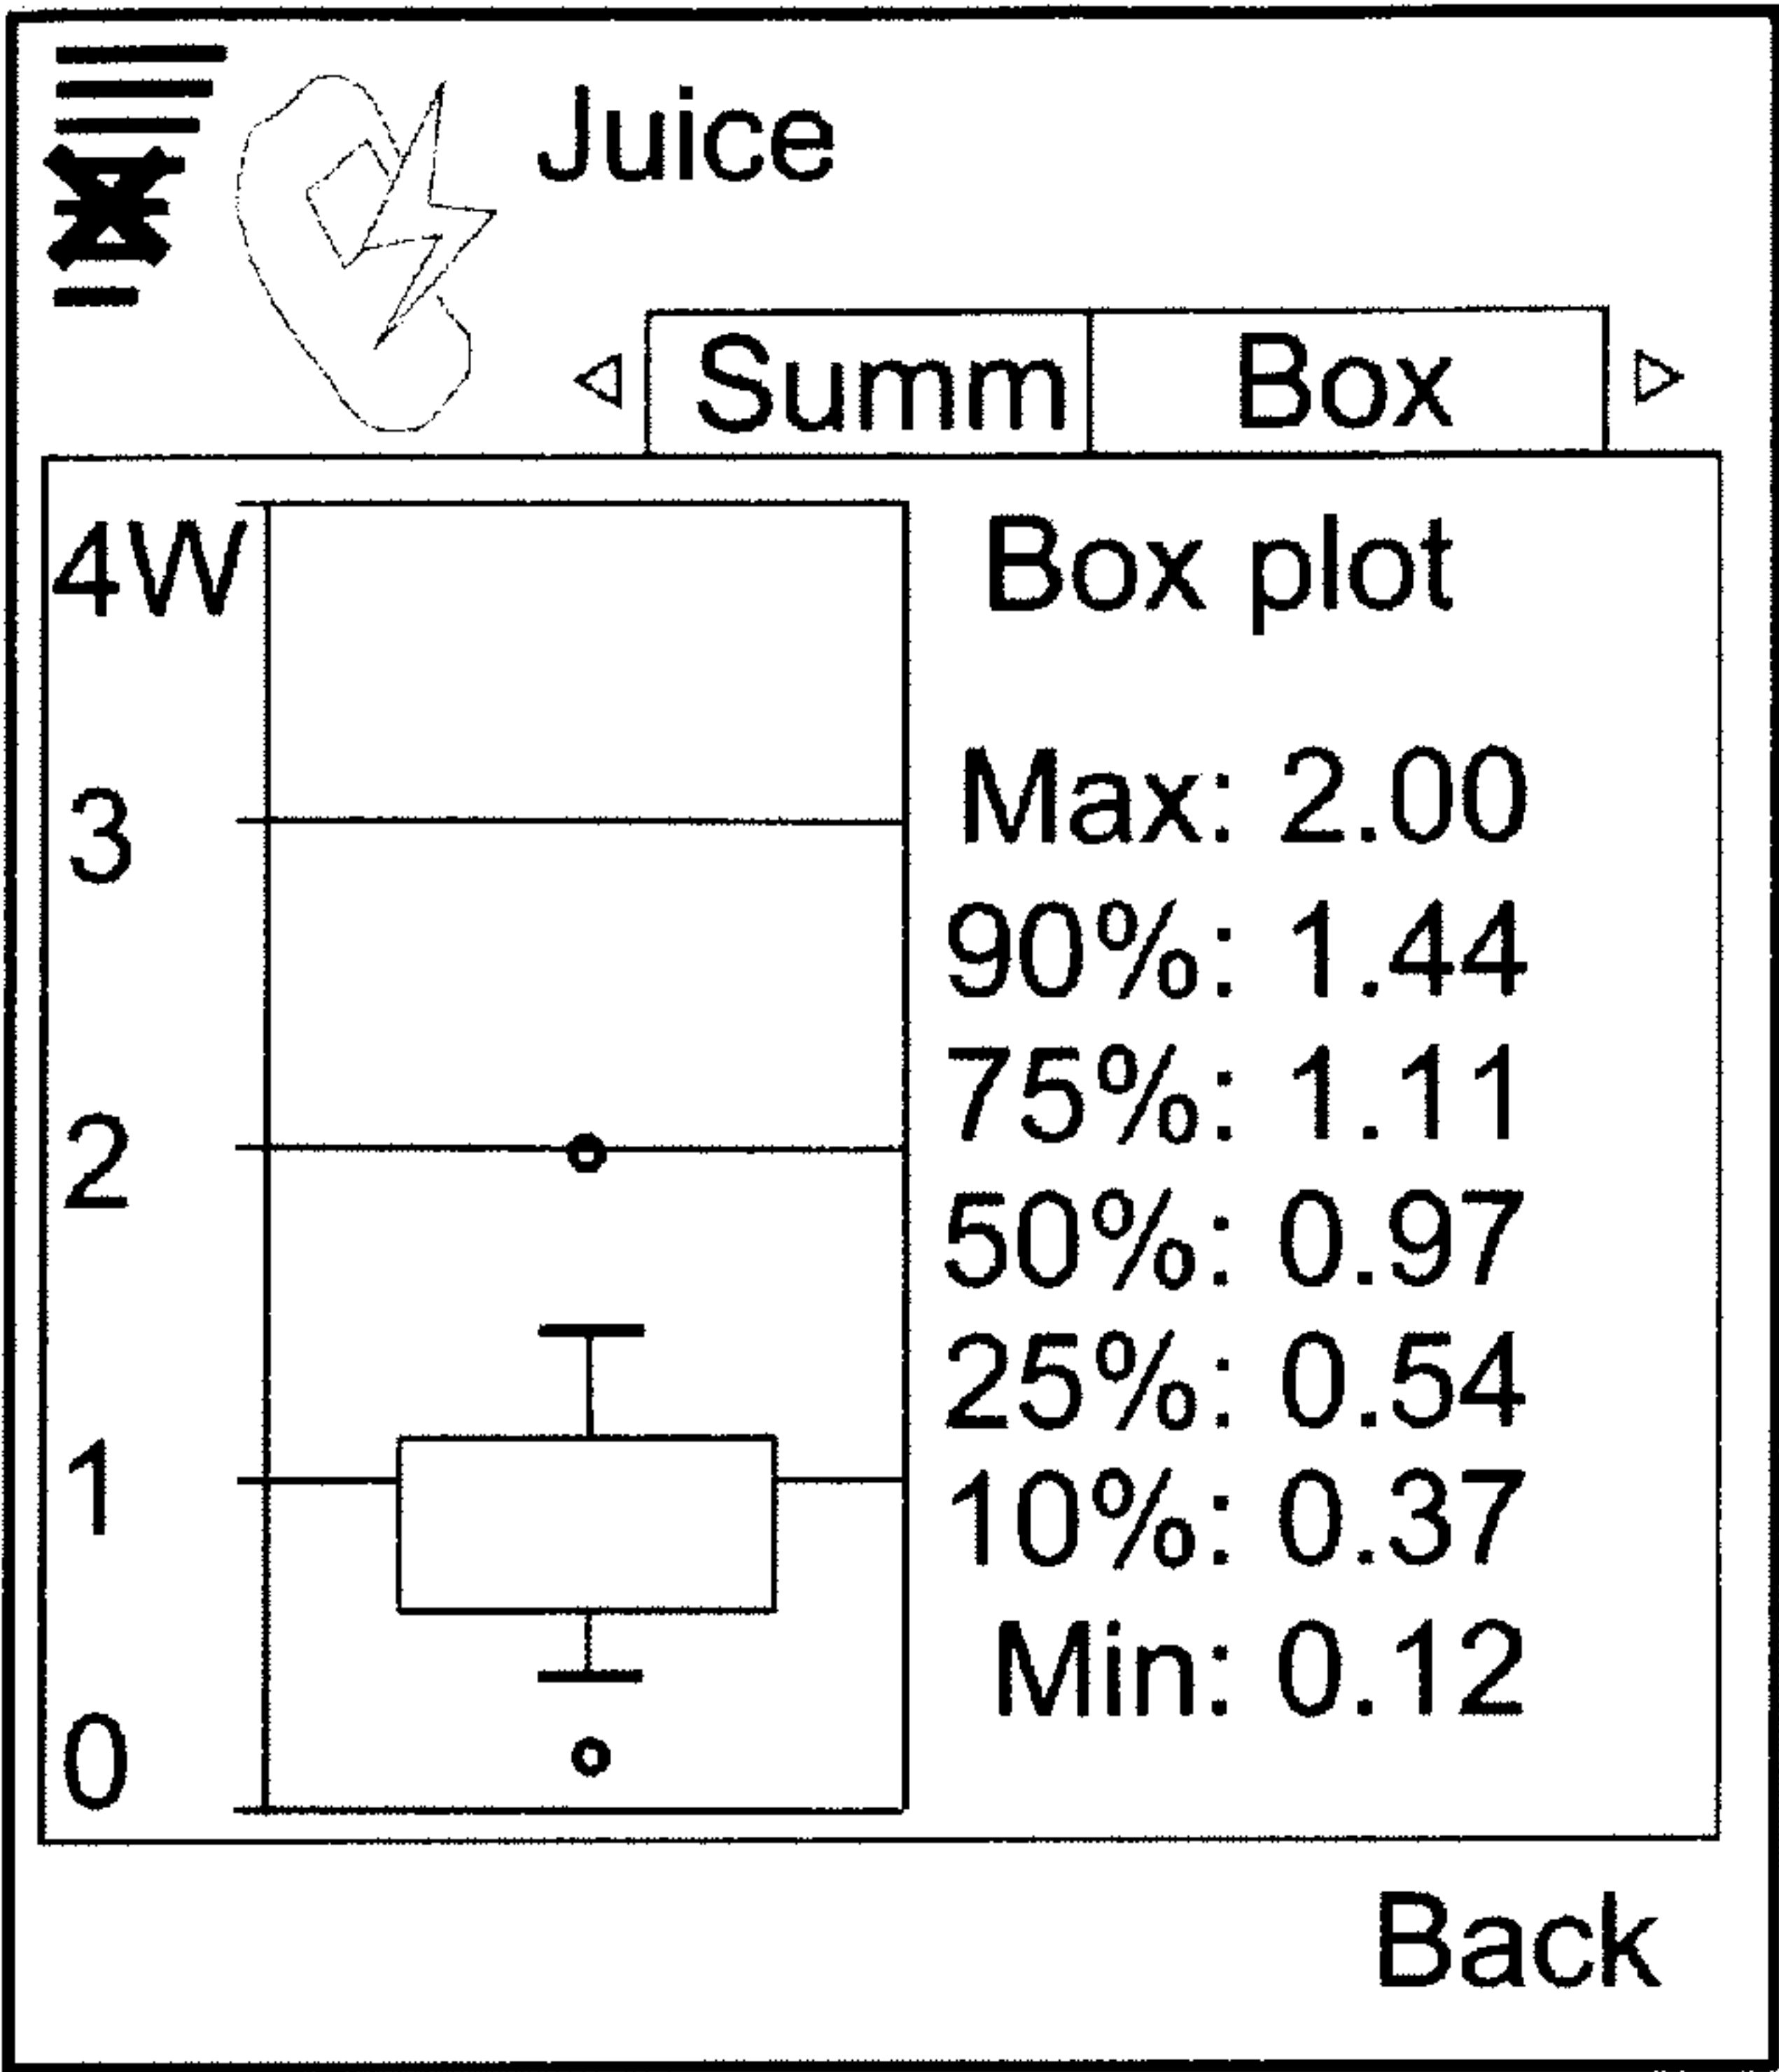 Juice
Summ Box
4W
3
2
1
0
Box plot
Max: 2.00
90%: 1.44
75%: 1.11
50%: 0.97
25%: 0.54
10%: 0.37
Min: 0.12
Back